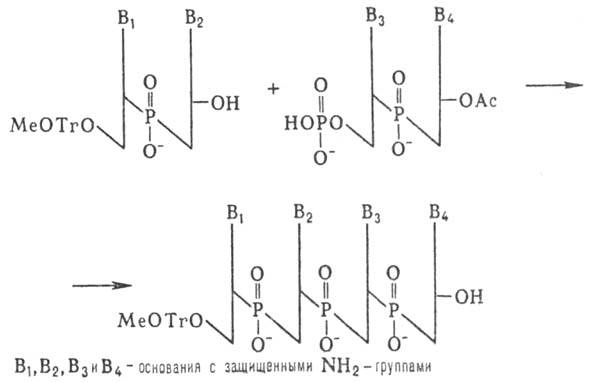 B₁ B₂ B₃ B₄
O O O
OH + HOPO P OAc
MeOTrO P O⁻ O⁻
O⁻
B₁ B₂ B₃ B₄
O O O
P P P OH
MeOTrO O⁻ O⁻ O⁻
B₁,B₂,B₃ и B₄ - основания с защищенными NH₂-группами